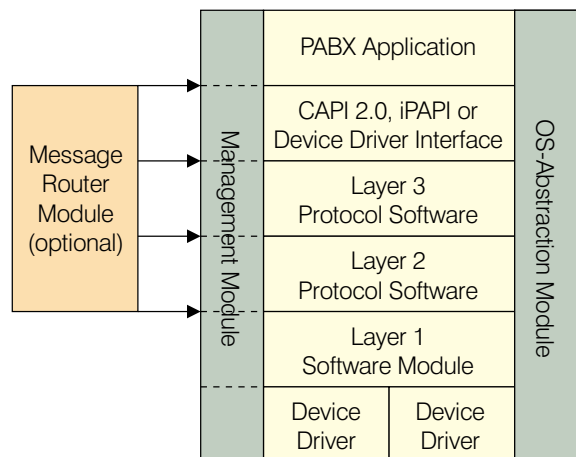 PABX Application
CAPI 2.0, iPAPI or
Device Driver Interface
Message
Router
Module
(optional)
Management Module
OS-Abstraction Module
Layer 3
Protocol Software
Layer 2
Protocol Software
Layer 1
Software Module
Device
Driver
Device
Driver